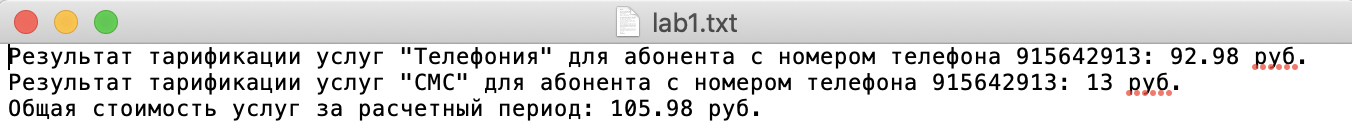 lab1.txt
Результат тарификации услуг "Телефония" для абонента с номером телефона 915642913: 92.98 руб.
Результат тарификации услуг "СМС" для абонента с номером телефона 915642913: 13 руб.
Общая стоимость услуг за расчетный период: 105.98 руб.